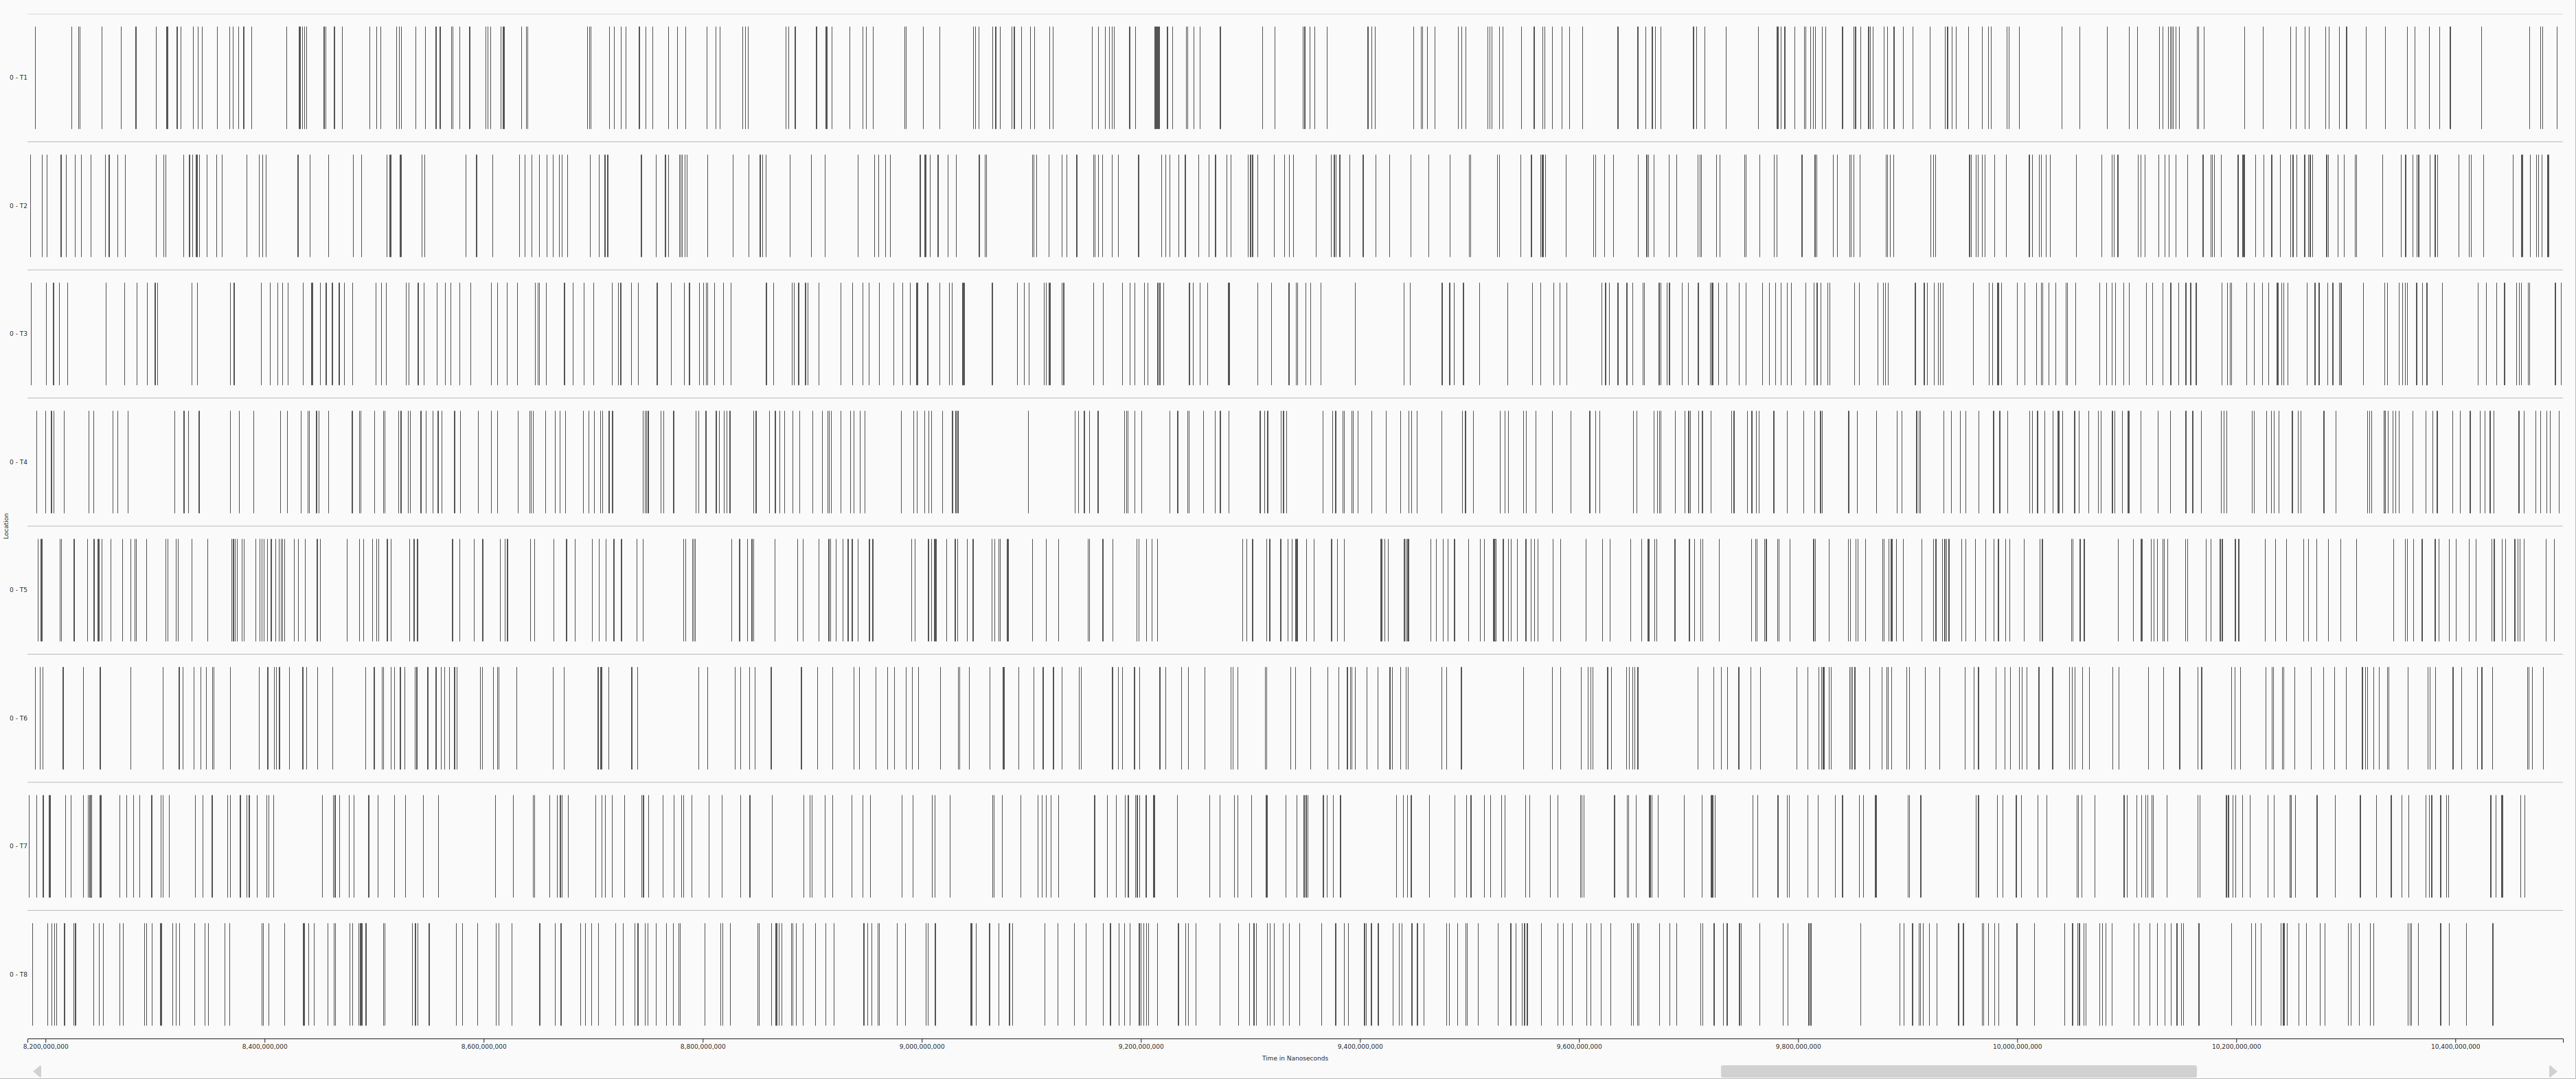 0 - T1
0 - T2
0 - T3
0 - T4
Location
0 - T5
0 - T6
0 - T7
0 - T8
8,200,000,000
8,400,000,000
8,600,000,000
8,800,000,000
9,000,000,000
9,200,000,000
9,400,000,000
9,600,000,000
9,800,000,000
10,000,000,000
10,200,000,000
10,400,000,000
Time in Nanoseconds